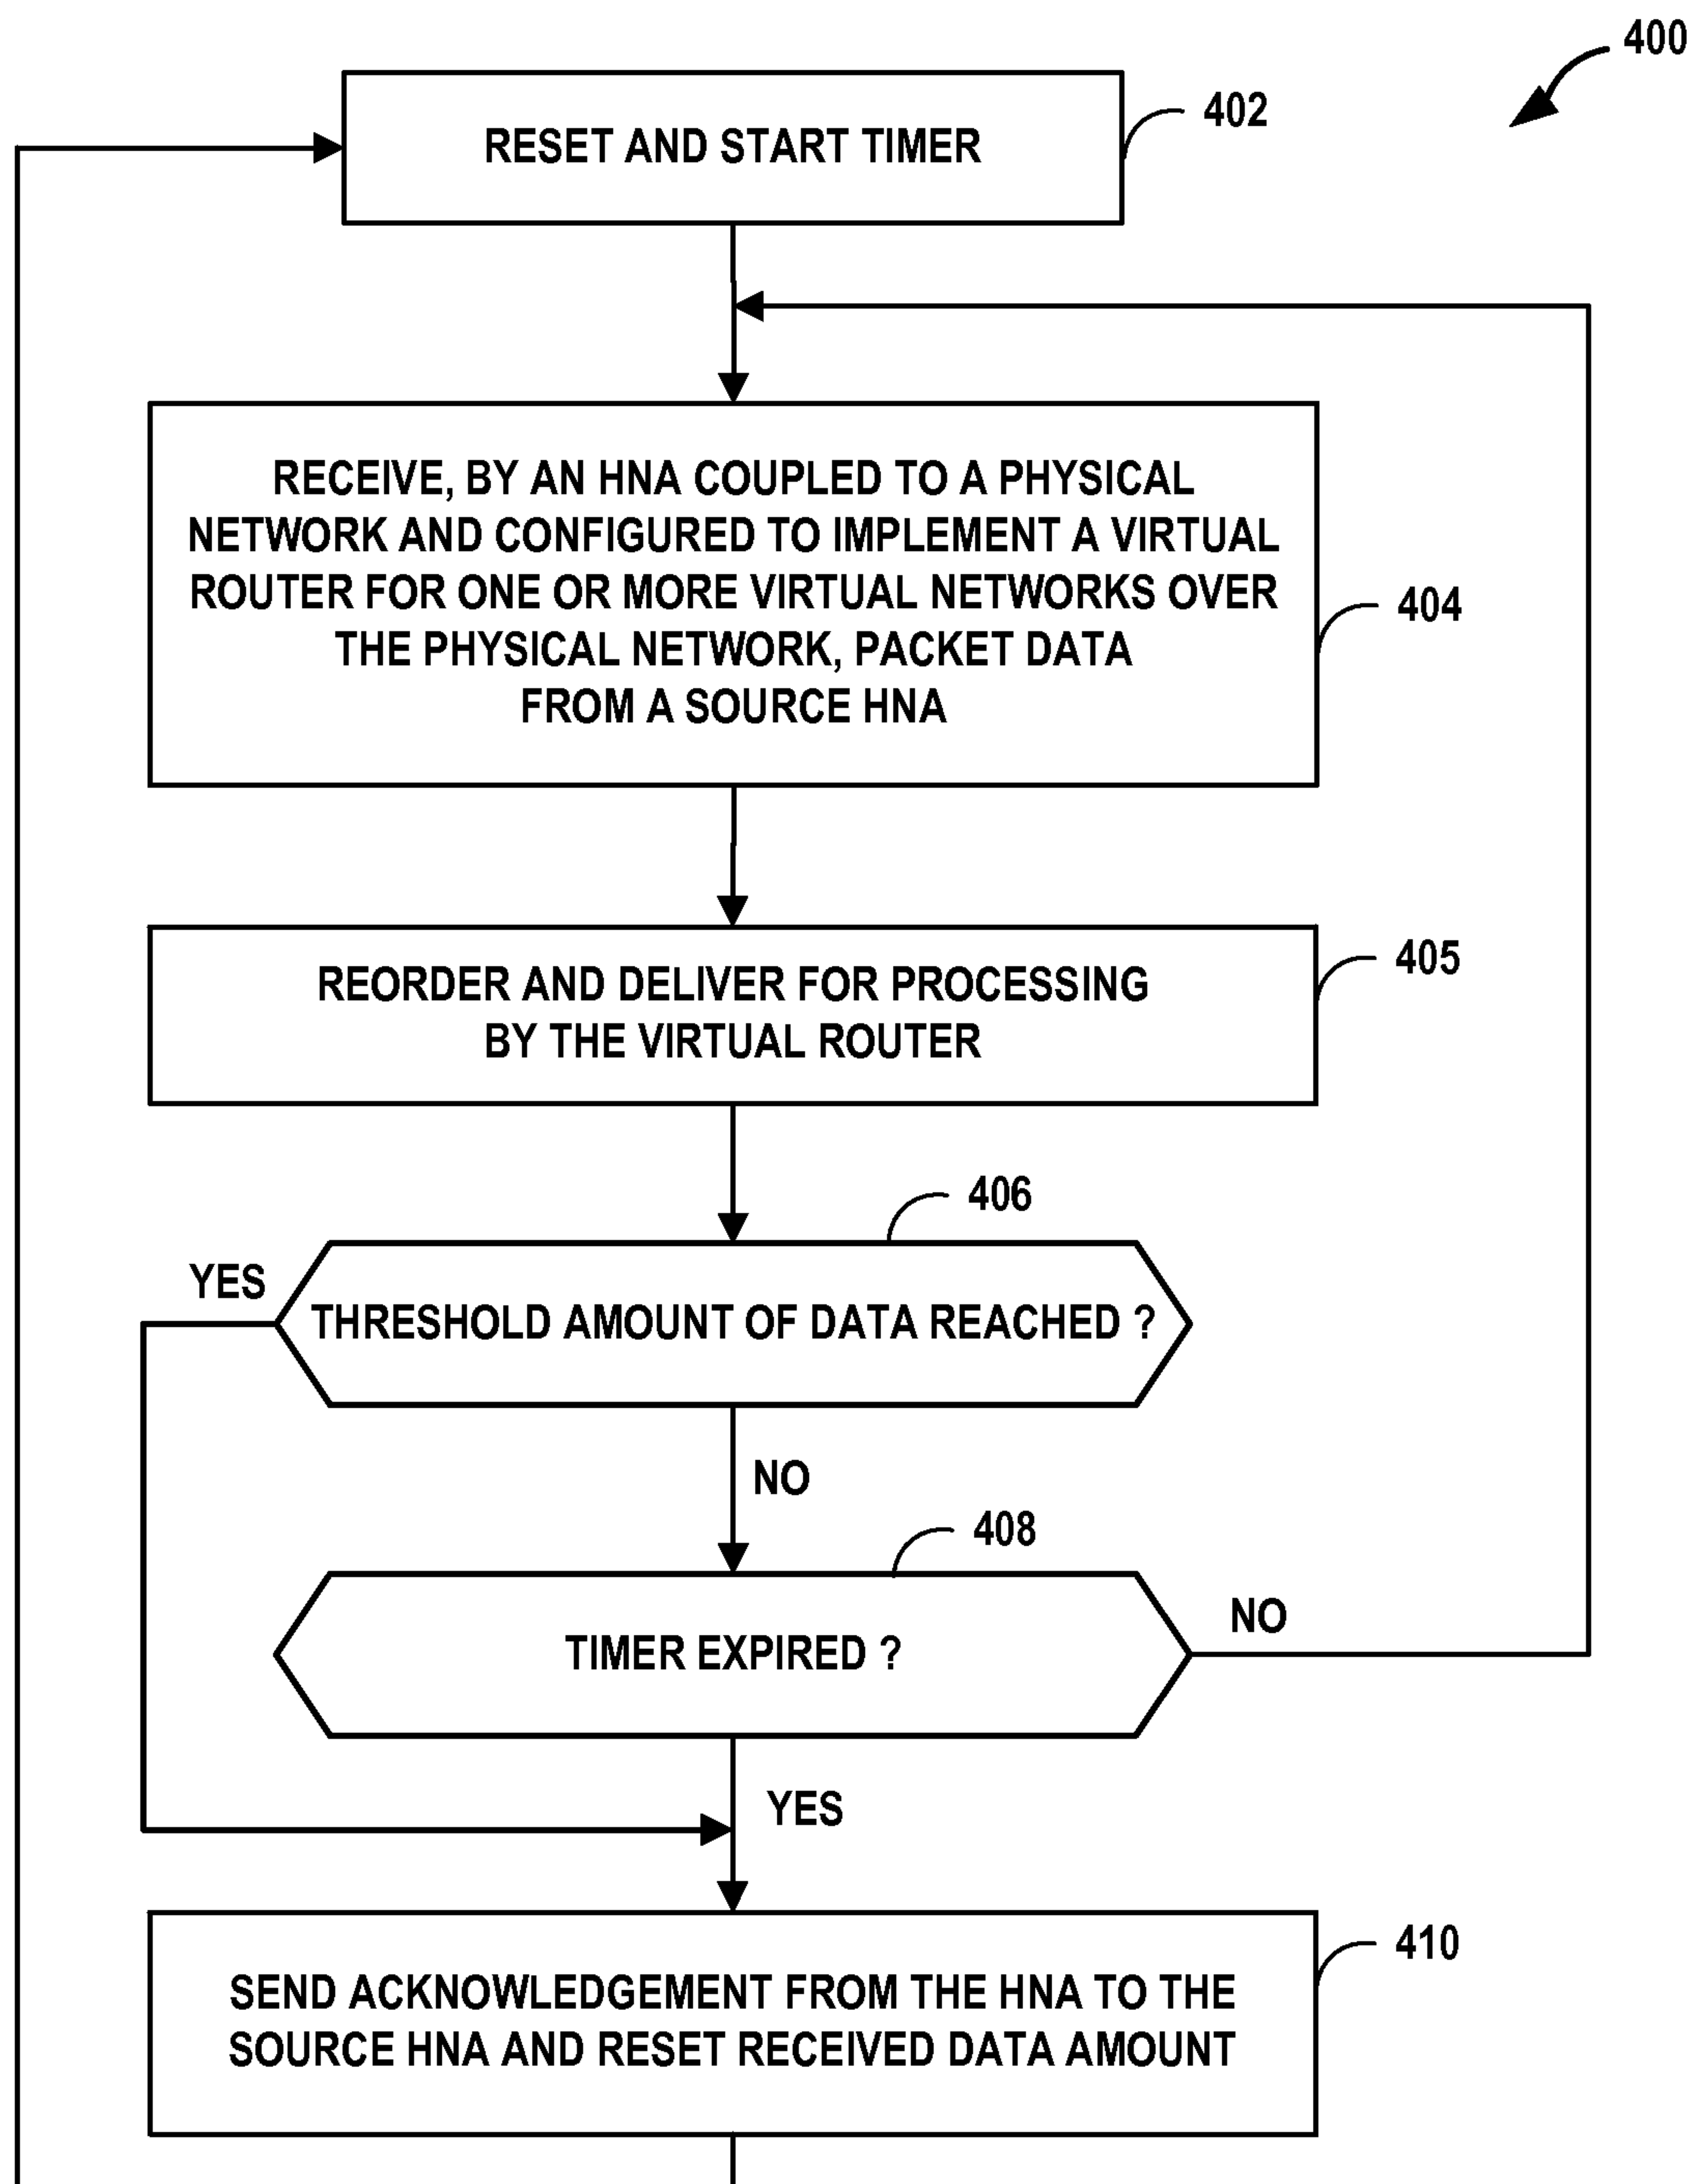 400
RESET AND START TIMER
402
RECEIVE, BY AN HNA COUPLED TO A PHYSICAL
NETWORK AND CONFIGURED TO IMPLEMENT A VIRTUAL
ROUTER FOR ONE OR MORE VIRTUAL NETWORKS OVER
THE PHYSICAL NETWORK, PACKET DATA
FROM A SOURCE HNA
404
REORDER AND DELIVER FOR PROCESSING
BY THE VIRTUAL ROUTER
405
406
YES
THRESHOLD AMOUNT OF DATA REACHED ?
NO
408
TIMER EXPIRED ?
NO
YES
SEND ACKNOWLEDGEMENT FROM THE HNA TO THE
SOURCE HNA AND RESET RECEIVED DATA AMOUNT
410